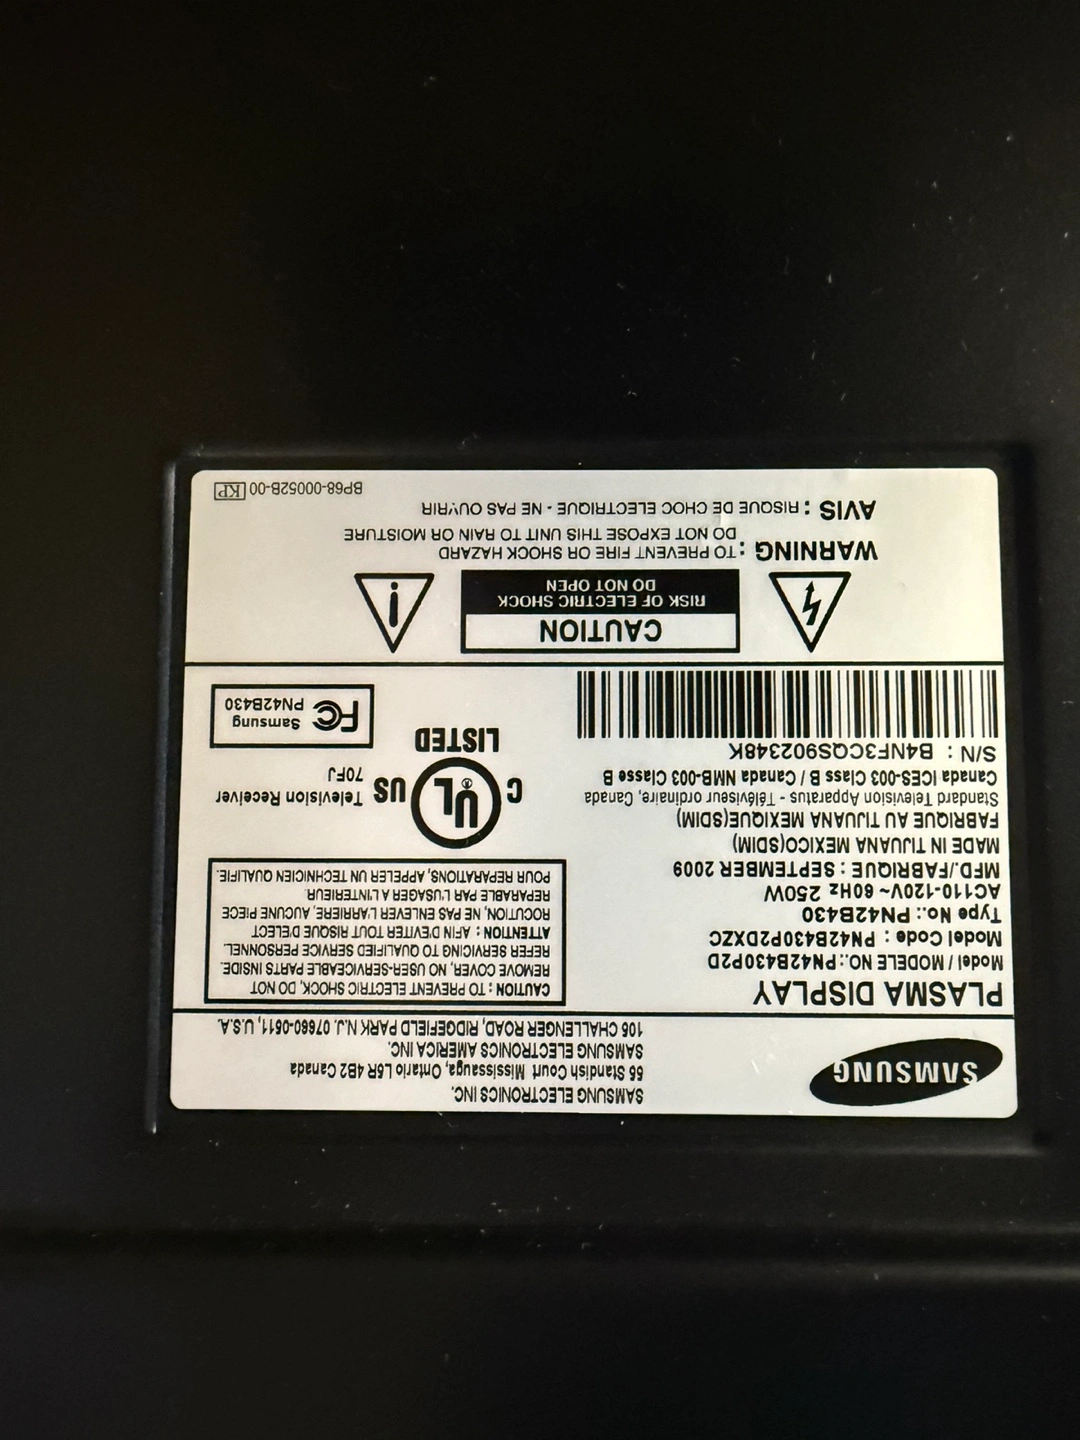 SAMSUNG
SAMSUNG ELECTRONICS INC.
55 Standish Court Mississauga, Ontario L5R 4B2 Canada
SAMSUNG ELECTRONICS AMERICA INC.
105 CHALLENGER ROAD, RIDGEFIELD PARK N.J. 07660-0511, U.S.A.
PLASMA DISPLAY
Model / MODELE NO.:PN42B430P2D
Model Code : PN42B430P2DXZC
Type No.: PN42B430
AC110-120V~ 60Hz 250W
MFD./FABRIQUE : SEPTEMBER 2009
MADE IN TIJUANA MEXICO(SDIM)
FABRIQUE AU TIJUANA MEXIQUE(SDIM)
Standard Television Apparatus - Téléviseur ordinaire, Canada
Canada ICES-003 Class B / Canada NMB-003 Classe B
S/N : B4NF3CQS902348K
CAUTION : TO PREVENT ELECTRIC SHOCK, DO NOT
REMOVE COVER, NO USER-SERVICEABLE PARTS INSIDE.
REFER SERVICING TO QUALIFIED SERVICE PERSONNEL.
ATTENTION : AFIN D'EVITER TOUT RISQUE D'ELECT
ROCUTION, NE PAS ENLEVER L'ARRIERE, AUCUNE PIECE
REPARABLE PAR L'USAGER A L'INTERIEUR.
POUR REPARATIONS, APPELER UN TECHNICIEN QUALIFIE.
C UL® US
LISTED
Television Receiver
70FJ
FC Samsung
PN42B430
CAUTION
RISK OF ELECTRIC SHOCK
DO NOT OPEN
WARNING : TO PREVENT FIRE OR SHOCK HAZARD
DO NOT EXPOSE THIS UNIT TO RAIN OR MOISTURE
AVIS : RISQUE DE CHOC ELECTRIQUE - NE PAS OUVRIR
BP68-00052B-00 KP